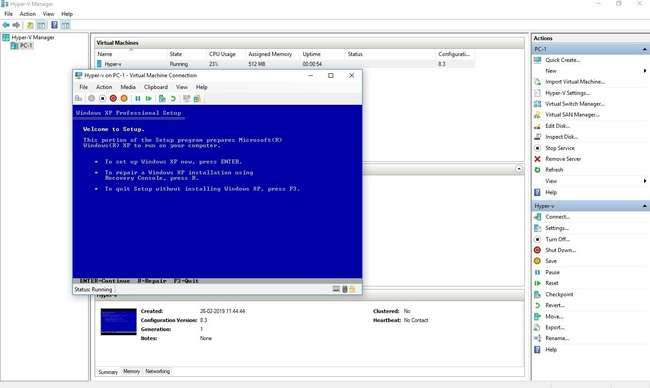 Hyper-V Manager
File Action View Help
Hyper-V Manager
PC-1
Virtual Machines
Name State CPU Usage Assigned Memory Uptime Status Configurati...
Hyper-v Running 23% 512 MB 00:00:54 8.3
Hyper-v on PC-1 - Virtual Machine Connection
File Action Media Clipboard View Help
Windows XP Professional Setup
Welcome to Setup.
This portion of the Setup program prepares Microsoft(R)
Windows(R) XP to run on your computer.
• To set up Windows XP now, press ENTER.
• To repair a Windows XP installation using
Recovery Console, press R.
• To quit Setup without installing Windows XP, press F3.
ENTER=Continue R=Repair F3=Quit
Status: Running
Hyper-v
Created: 26-02-2019 11:44:44
Configuration Version: 8.3
Generation: 1
Notes: None
Clustered: No
Heartbeat: No Contact
Summary Memory Networking
Actions
PC-1
Quick Create...
New
Import Virtual Machine...
Hyper-V Settings...
Virtual Switch Manager...
Virtual SAN Manager...
Edit Disk...
Inspect Disk...
Stop Service
Remove Server
Refresh
View
Help
Hyper-v
Connect...
Settings...
Turn Off...
Shut Down...
Save
Pause
Reset
Checkpoint
Revert...
Move...
Export...
Rename...
Help